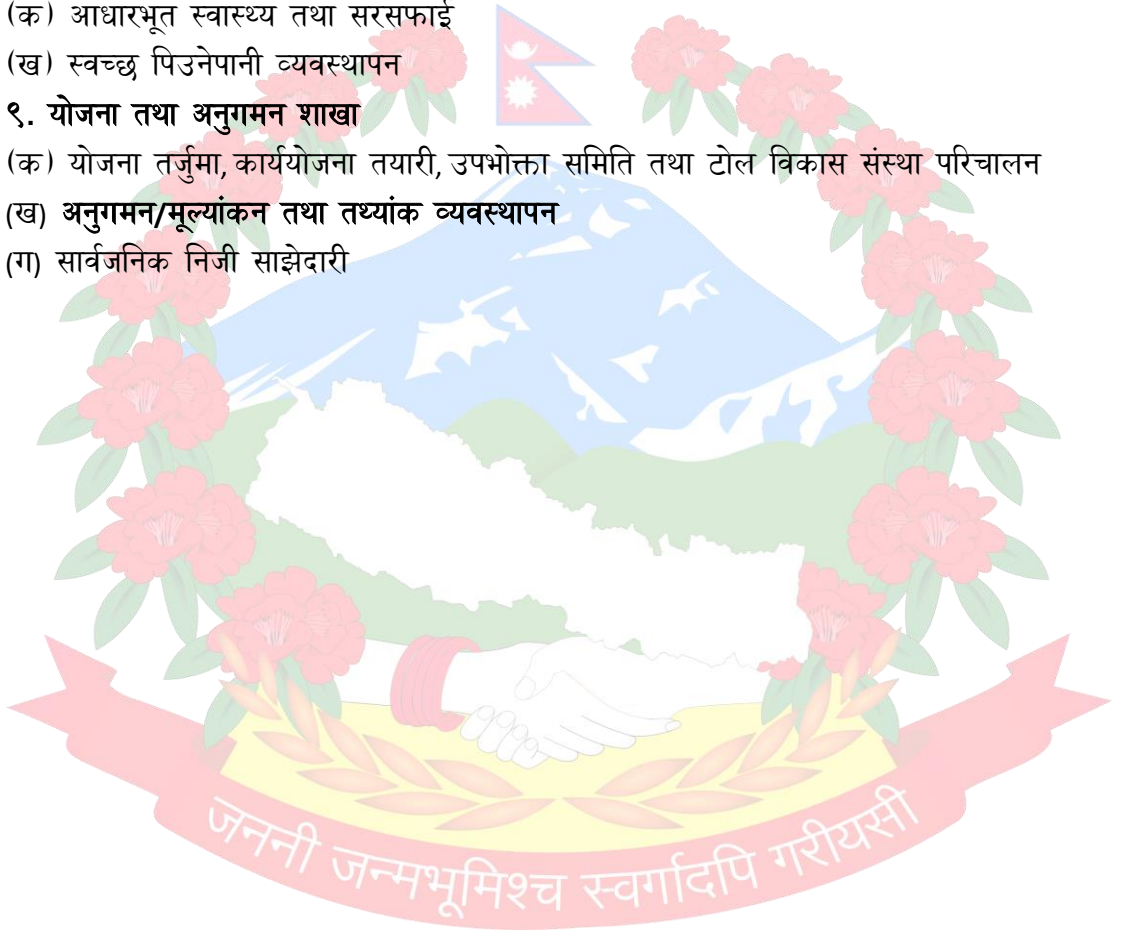 (क) आधारभूत स्वास्थ्य तथा सरसफाई
(ख) स्वच्छ पिउनेपानी व्यवस्थापन
९. योजना तथा अनुगमन शाखा
(क) योजना तर्जुमा, कार्ययोजना तयारी, उपभोक्ता समिति तथा टोल विकास संस्था परिचालन
(ख) अनुगमन/मूल्यांकन तथा तथ्यांक व्यवस्थापन
(ग) सार्वजनिक निजी साझेदारी
जननी जन्मभूमिश्च स्वर्गादपि गरीयसी